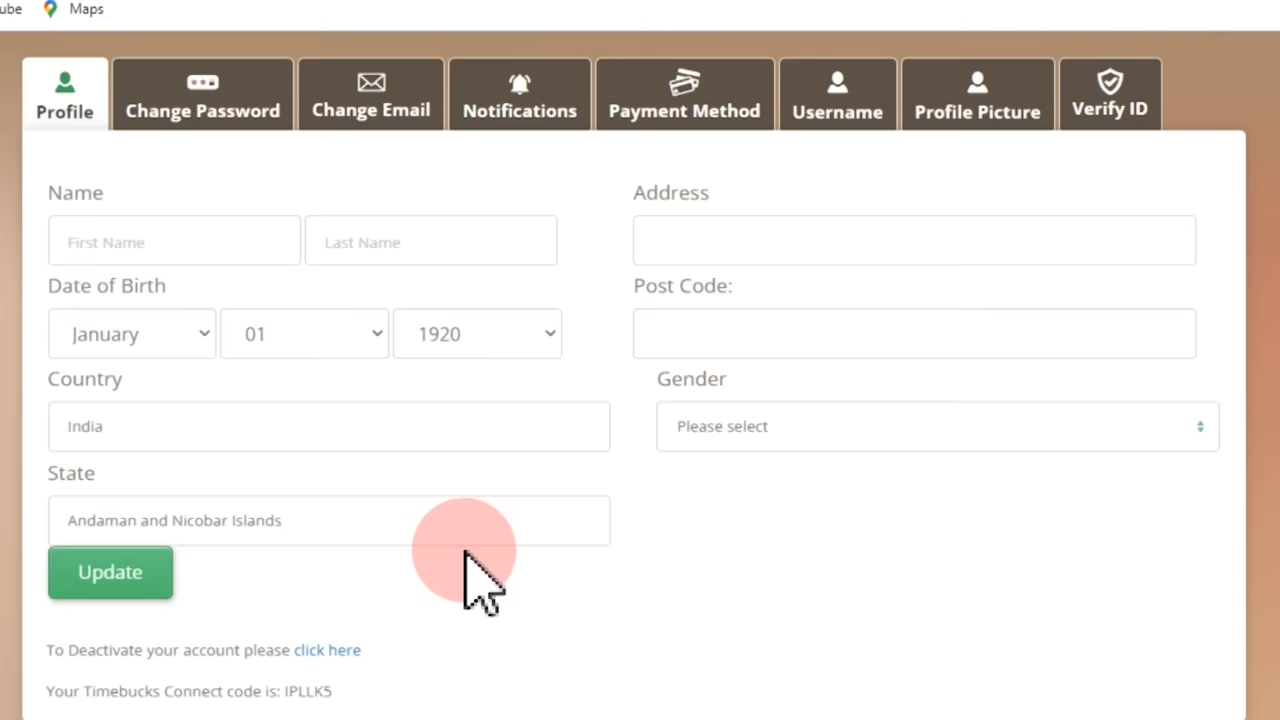 Maps
Profile
Change Password
Change Email
Notifications
Payment Method
Username
Profile Picture
Verify ID
Name
Address
First Name
Last Name
Date of Birth
Post Code:
January
01
1920
Country
Gender
India
Please select
State
Andaman and Nicobar Islands
Update
To Deactivate your account please click here
Your Timebucks Connect code is: IPLLK5